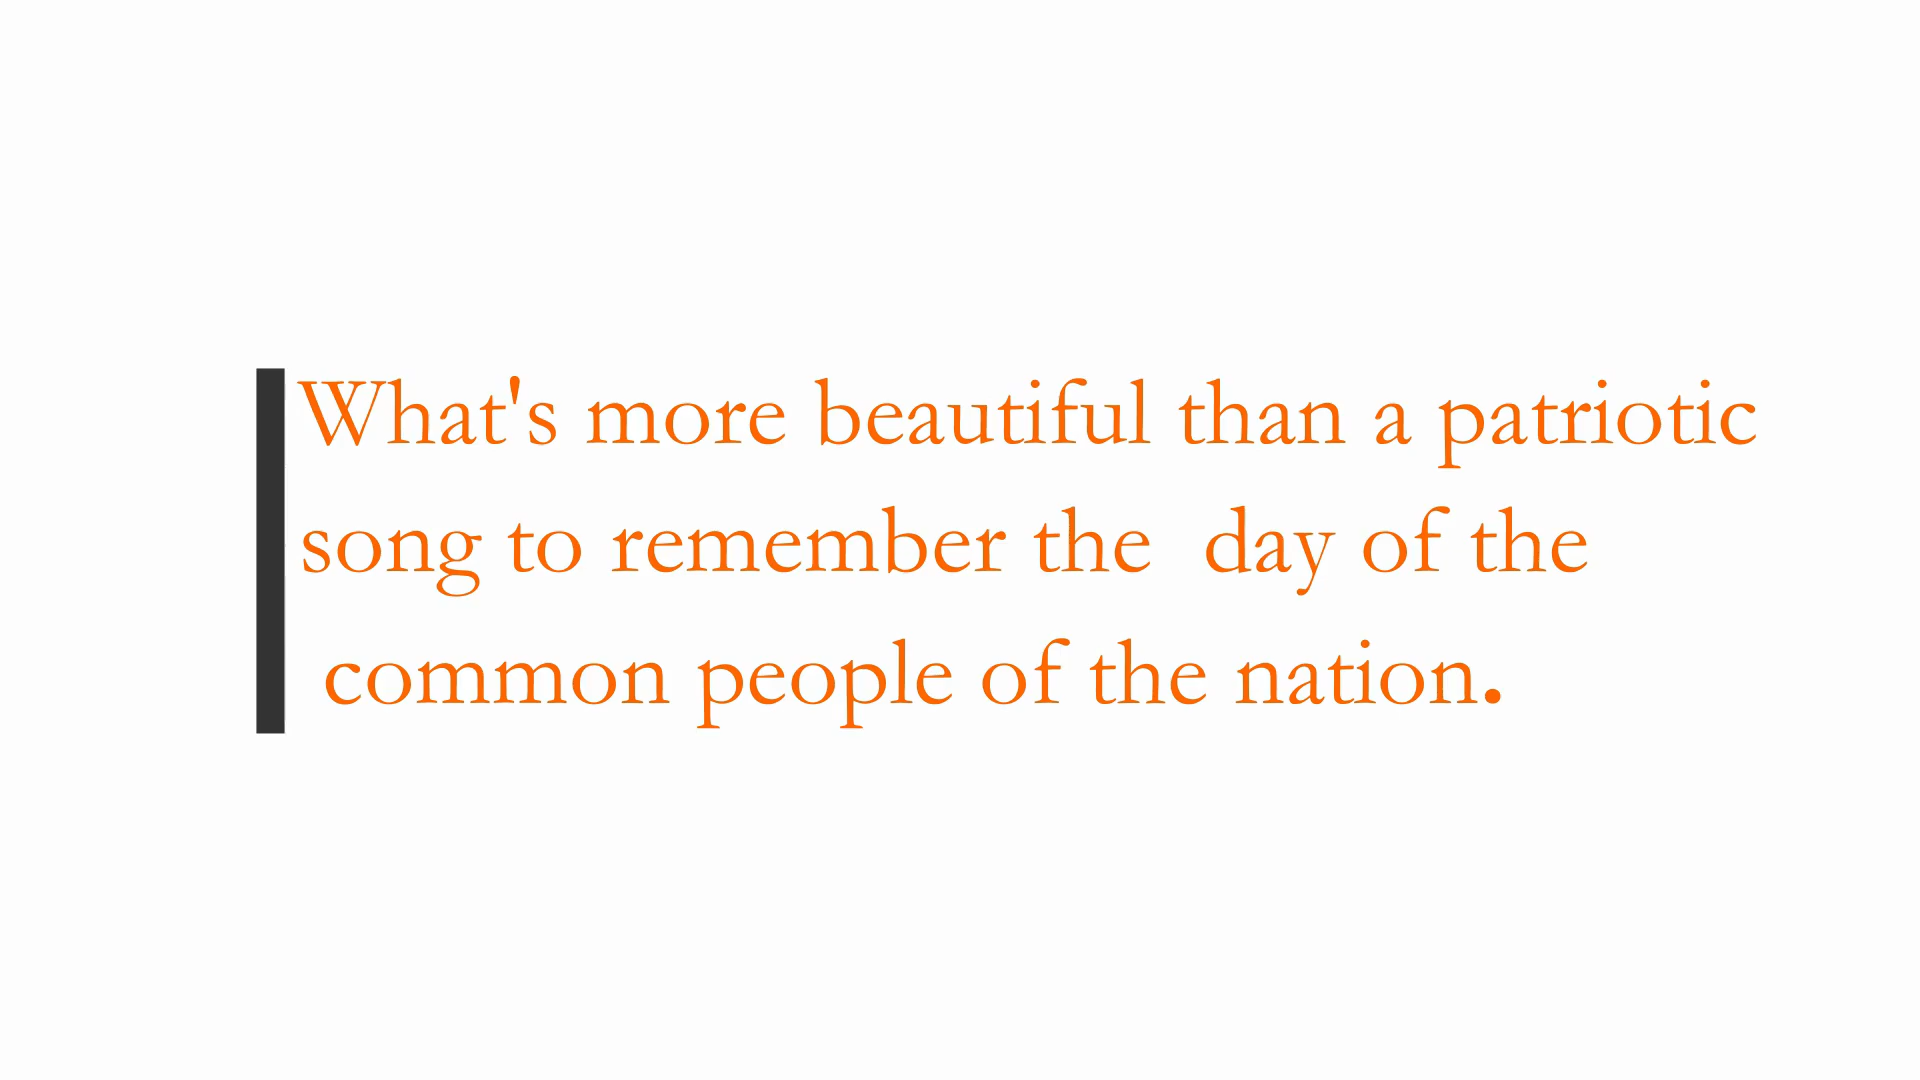 What's more beautiful than a patriotic
song to remember the  day of the
common people of the nation.